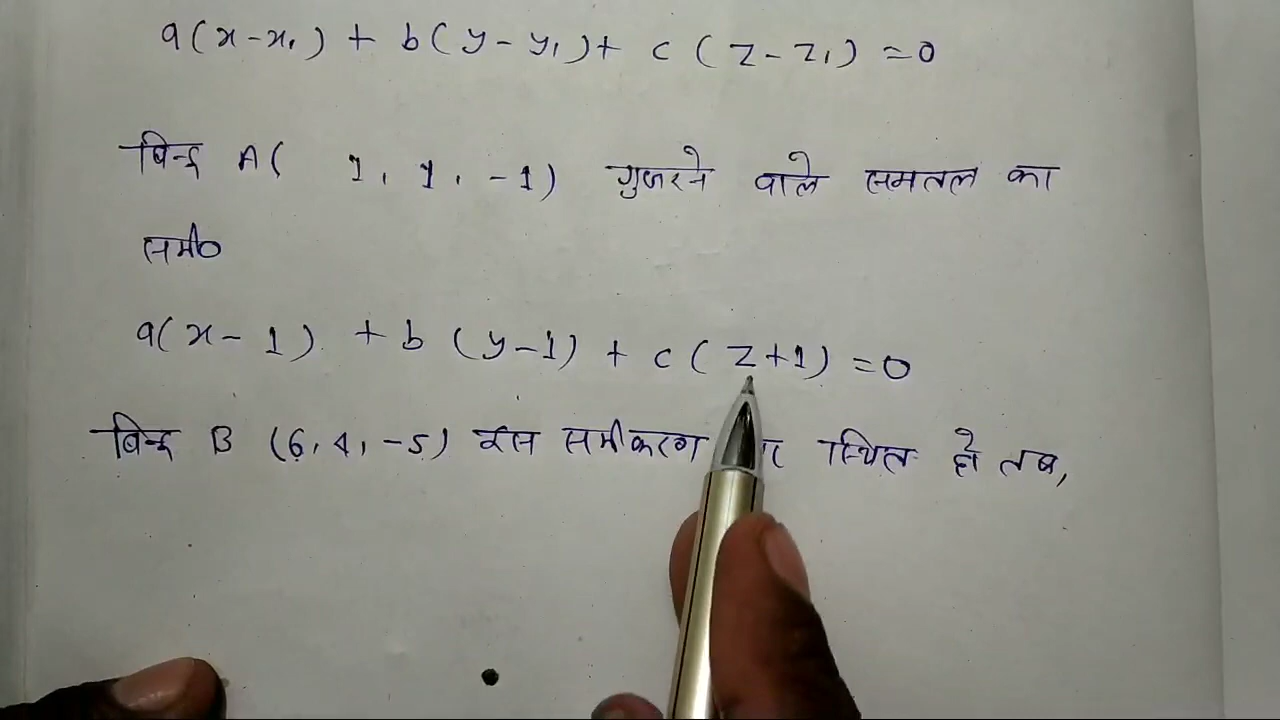 a(x-x₁) + b(y-y₁)+ c(z-z₁) =0
बिन्दु A( 1, 1, -1) गुजरने वाले समतल का
समी०
a(x-1) + b(y-1) + c(z+1) =0
बिन्दु B (6,4,-5) इस समीकरण पर स्थित हो तब,